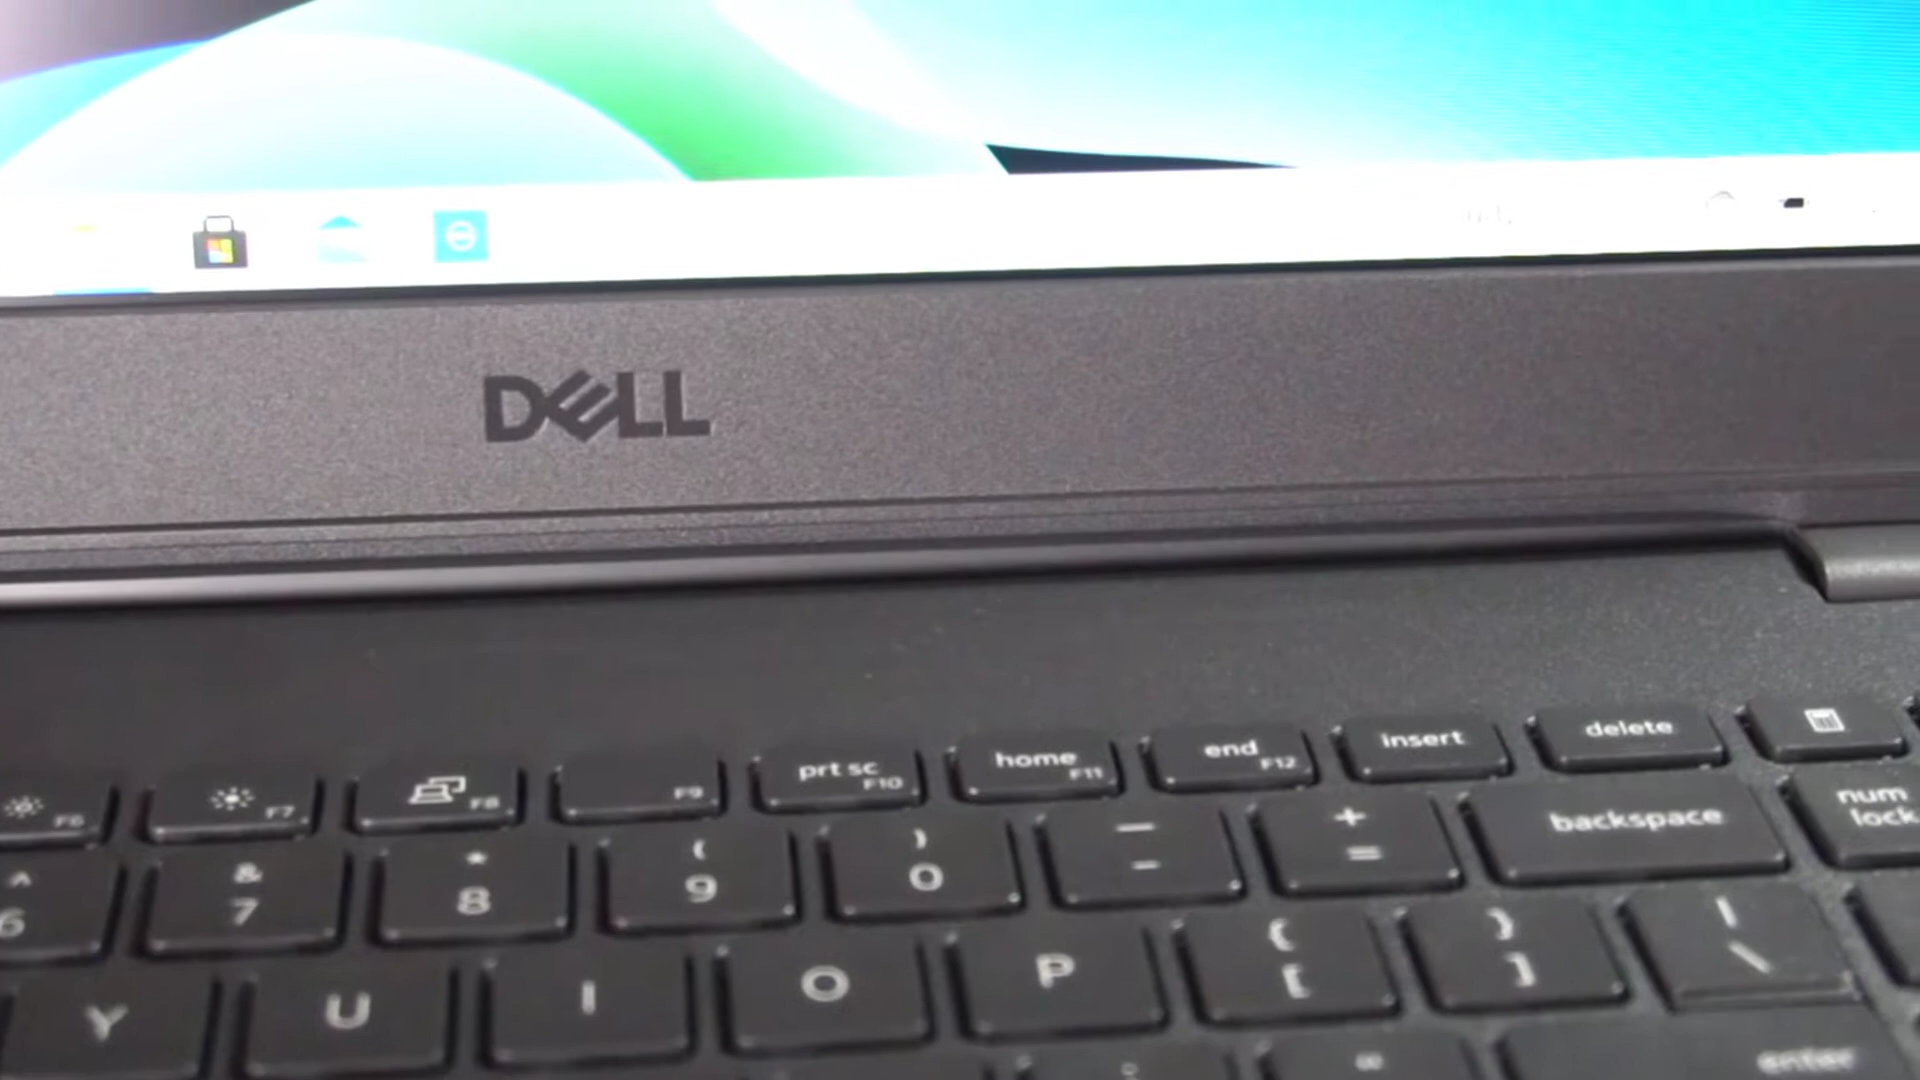 DELL
F6 F7 F8 F9 prt sc F10 home F11 end F12 insert delete
^ 6 & 7 * 8 ( 9 ) 0 — - + = backspace num lock
Y U I O P { [ } ] | \
enter